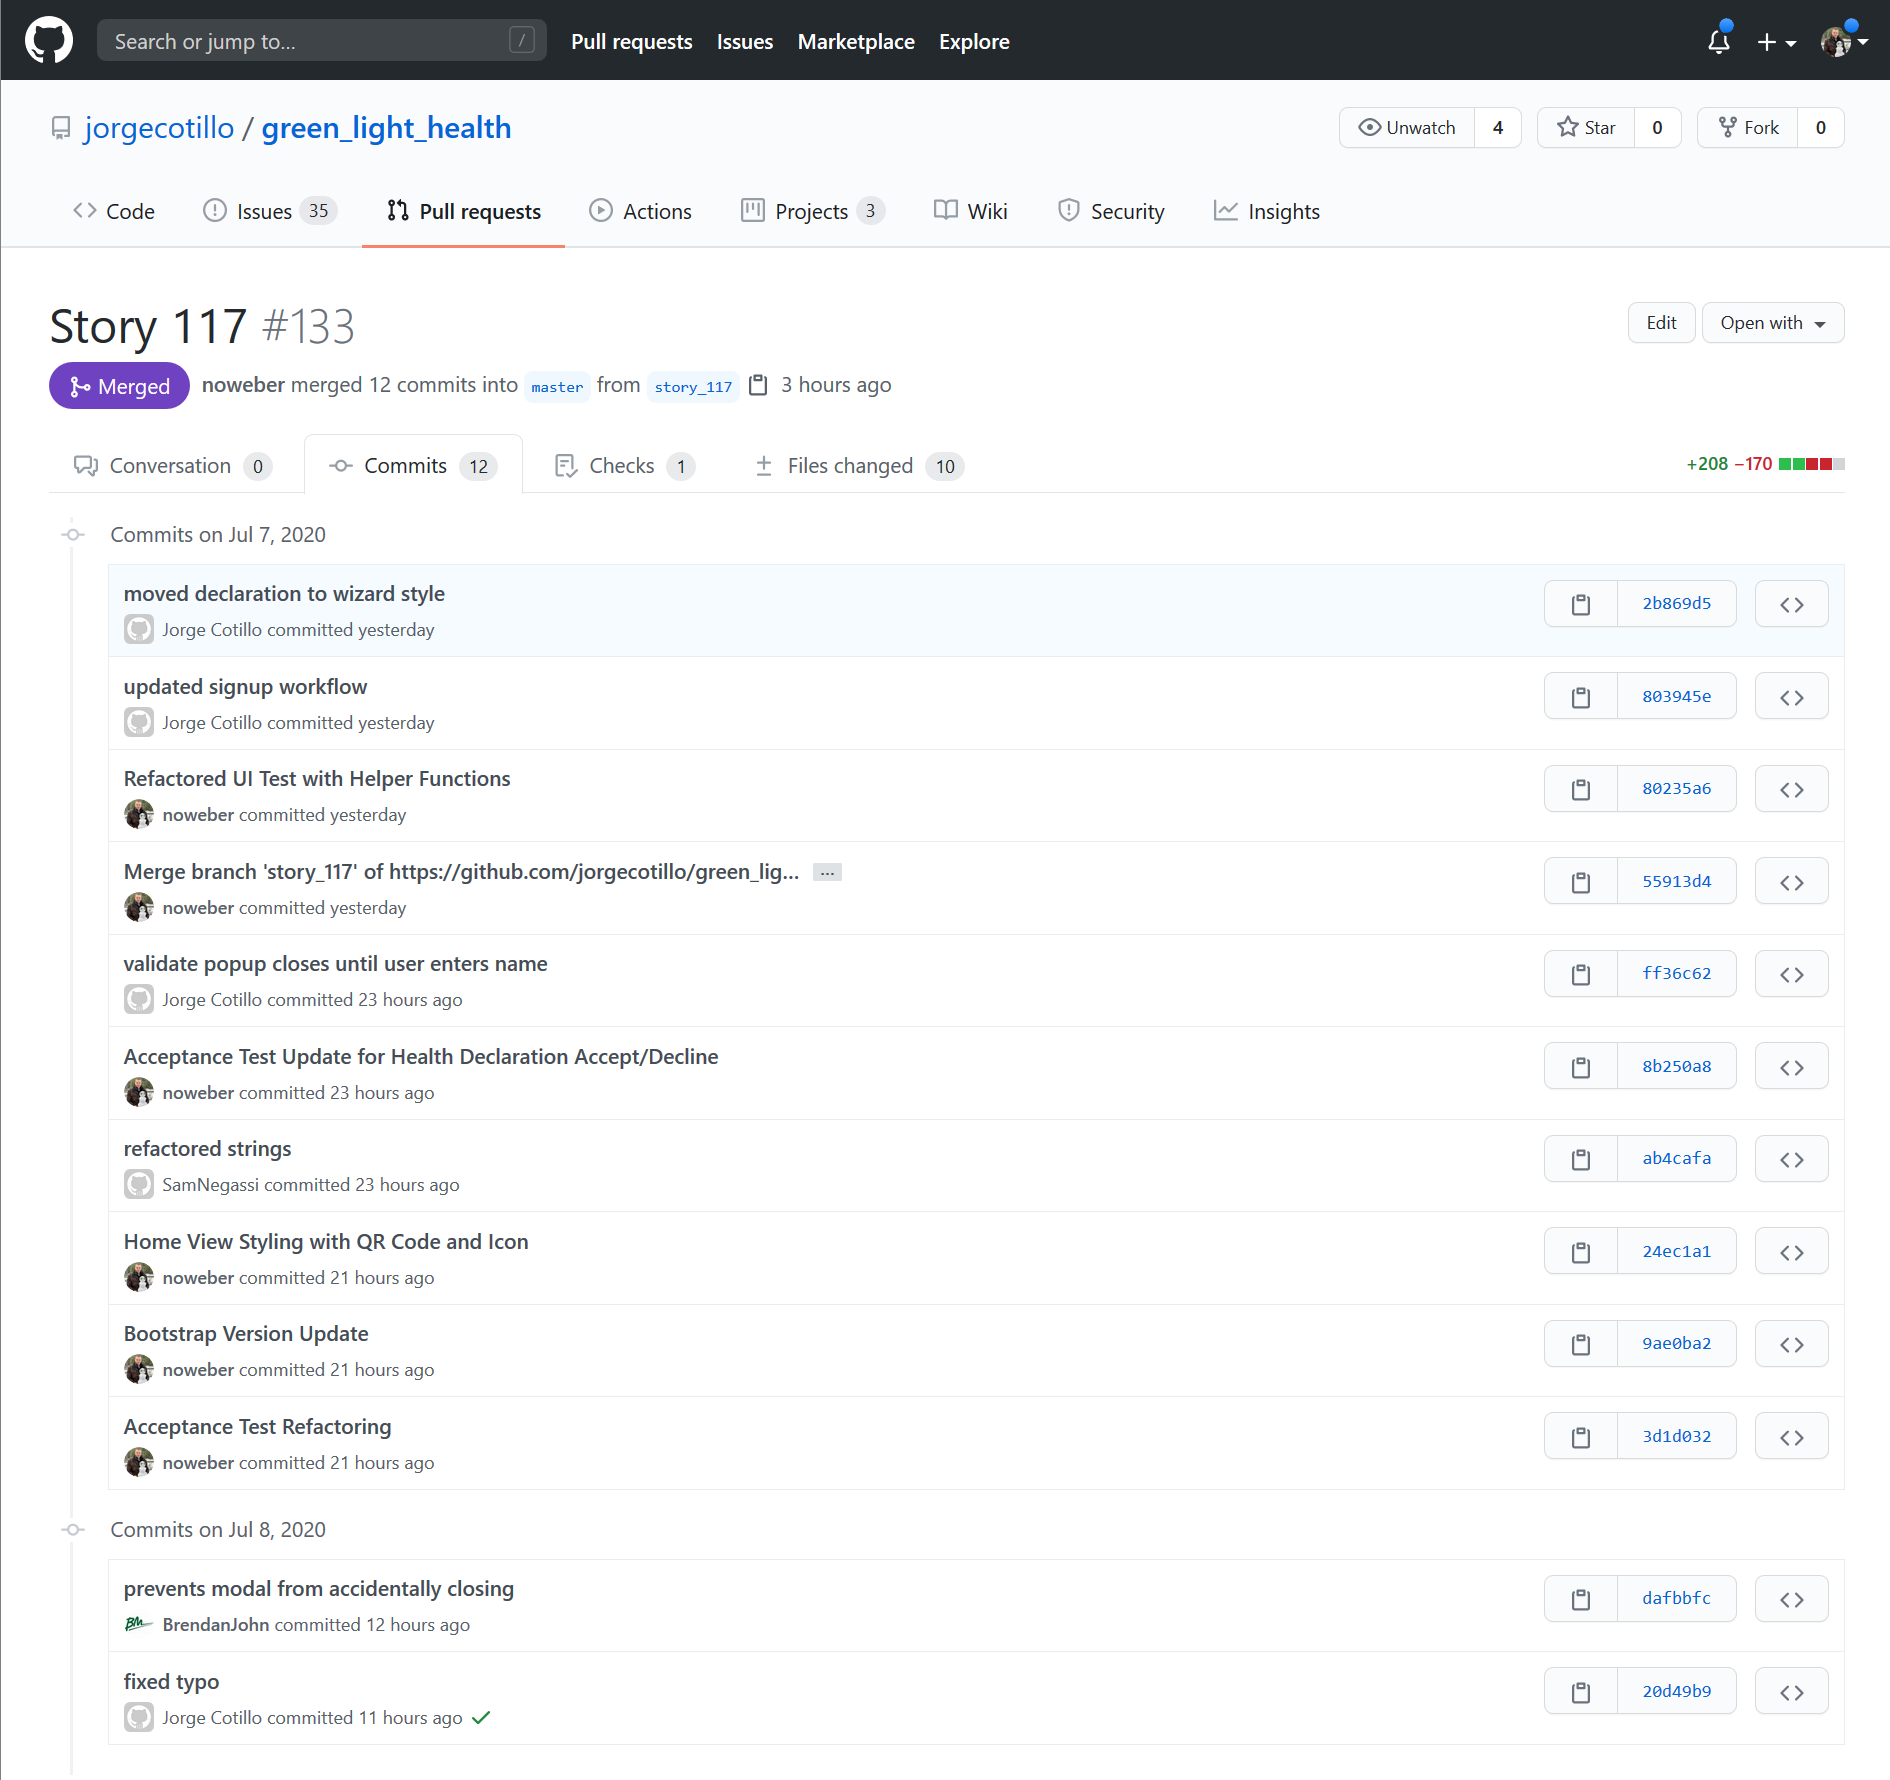 Search or jump to... / Pull requests Issues Marketplace Explore
jorgecotillo / green_light_health Unwatch 4 Star 0 Fork 0
Code Issues 35 Pull requests Actions Projects 3 Wiki Security Insights
Story 117 #133 Edit Open with
Merged noweber merged 12 commits into master from story_117 3 hours ago
Conversation 0 Commits 12 Checks 1 Files changed 10 +208 −170
Commits on Jul 7, 2020
moved declaration to wizard style 2b869d5
Jorge Cotillo committed yesterday
updated signup workflow 803945e
Jorge Cotillo committed yesterday
Refactored UI Test with Helper Functions 80235a6
noweber committed yesterday
Merge branch 'story_117' of https://github.com/jorgecotillo/green_lig... … 55913d4
noweber committed yesterday
validate popup closes until user enters name ff36c62
Jorge Cotillo committed 23 hours ago
Acceptance Test Update for Health Declaration Accept/Decline 8b250a8
noweber committed 23 hours ago
refactored strings ab4cafa
SamNegassi committed 23 hours ago
Home View Styling with QR Code and Icon 24ec1a1
noweber committed 21 hours ago
Bootstrap Version Update 9ae0ba2
noweber committed 21 hours ago
Acceptance Test Refactoring 3d1d032
noweber committed 21 hours ago
Commits on Jul 8, 2020
prevents modal from accidentally closing dafbbfc
BrendanJohn committed 12 hours ago
fixed typo 20d49b9
Jorge Cotillo committed 11 hours ago